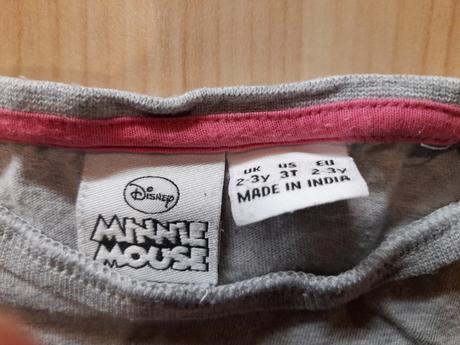 Disney
MINNIE
MOUSE
UK US EU
2-3y 3T 2-3y
MADE IN INDIA